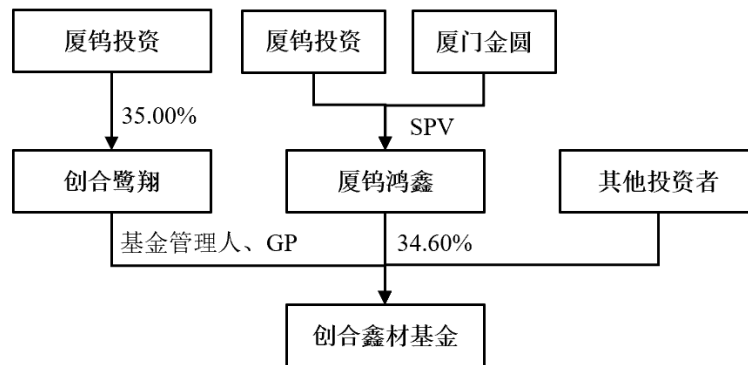 厦钨投资
厦钨投资
厦门金圆
35.00%
SPV
创合鹭翔
厦钨鸿鑫
其他投资者
基金管理人、GP
34.60%
创合鑫材基金